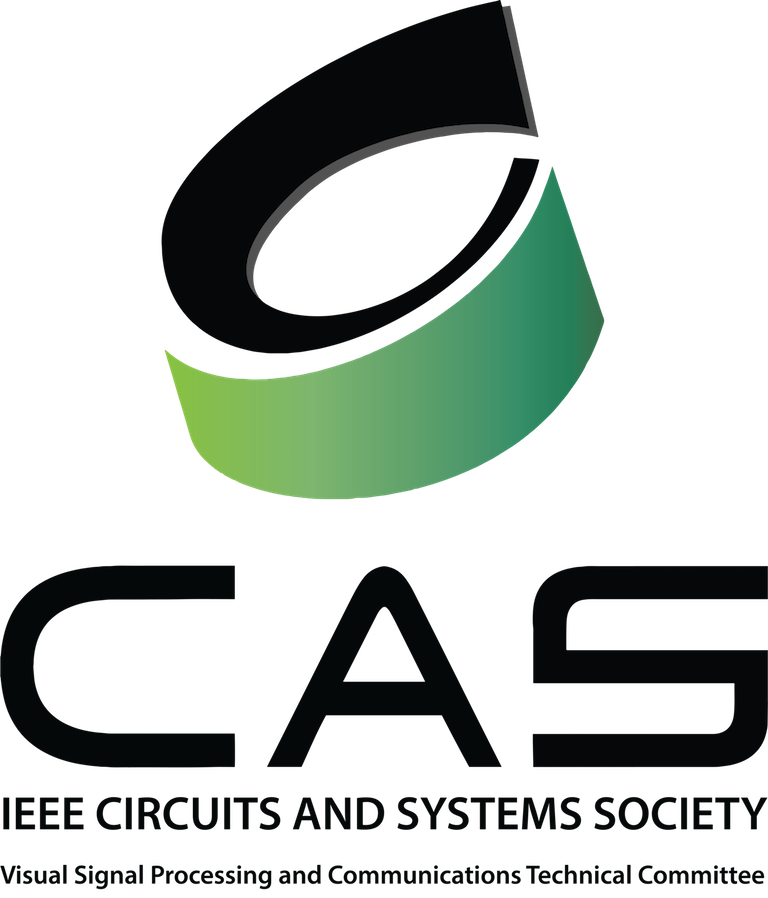 CAS
IEEE CIRCUITS AND SYSTEMS SOCIETY
Visual Signal Processing and Communications Technical Committee